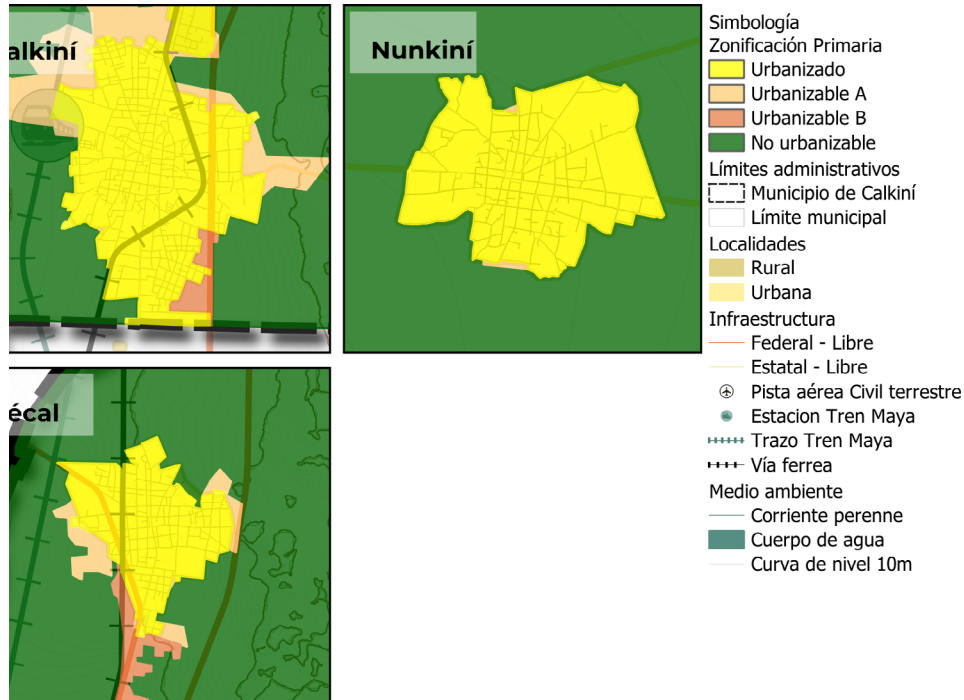 alkiní
Nunkiní
écal
Simbología
Zonificación Primaria
Urbanizado
Urbanizable A
Urbanizable B
No urbanizable
Límites administrativos
Municipio de Calkiní
Límite municipal
Localidades
Rural
Urbana
Infraestructura
Federal - Libre
Estatal - Libre
Pista aérea Civil terrestre
Estacion Tren Maya
Trazo Tren Maya
Vía ferrea
Medio ambiente
Corriente perenne
Cuerpo de agua
Curva de nivel 10m